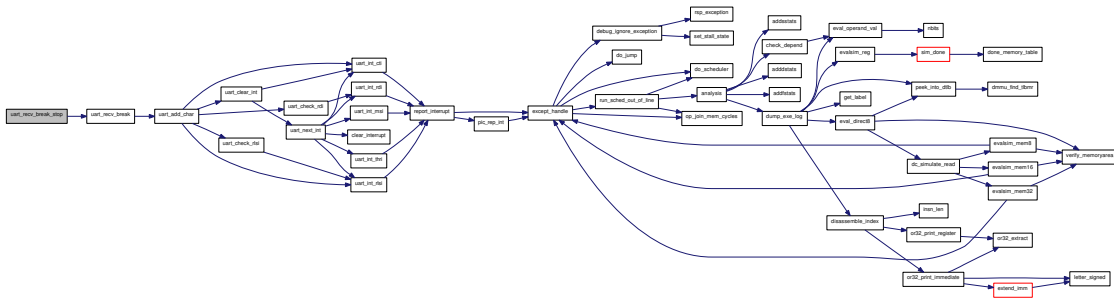 uart_recv_break_stop
uart_recv_break
uart_add_char
uart_clear_int
uart_check_rlsi
uart_check_rdi
uart_next_int
uart_int_cti
uart_int_rdi
uart_int_msi
clear_interrupt
uart_int_thri
uart_int_rlsi
report_interrupt
pic_rep_int
except_handle
debug_ignore_exception
do_jump
run_sched_out_of_line
rsp_exception
set_stall_state
do_scheduler
analysis
op_join_mem_cycles
addsstats
check_depend
adddstats
addfstats
dump_exe_log
eval_operand_val
evalsim_reg
get_label
eval_direct8
disassemble_index
nbits
sim_done
peek_into_ditlb
dc_simulate_read
insn_len
or32_print_register
or32_print_immediate
done_memory_table
dmmu_find_tlbmr
evalsim_mem8
evalsim_mem16
evalsim_mem32
or32_extract
extend_imm
verify_memoryarea
letter_signed